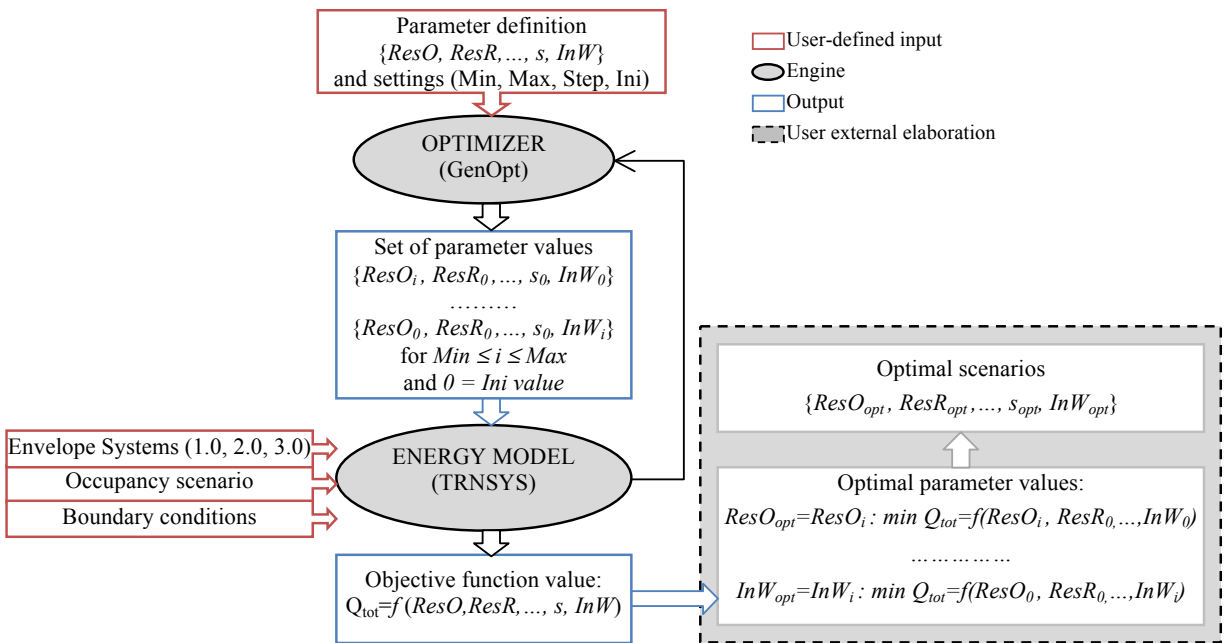 Parameter definition
{ResO, ResR,…, s, InW}
and settings (Min, Max, Step, Ini)
User-defined input
Engine
Output
User external elaboration
OPTIMIZER
(GenOpt)
Set of parameter values
{ResOᵢ, ResR₀,…, s₀, InW₀}
………
{ResO₀, ResR₀,…, s₀, InWᵢ}
for Min ≤ i ≤ Max
and 0 = Ini value
Envelope Systems (1.0, 2.0, 3.0)
Occupancy scenario
Boundary conditions
ENERGY MODEL
(TRNSYS)
Objective function value:
Qtot=f (ResO,ResR,…, s, InW)
Optimal scenarios
{ResOopt, ResRopt,…, sopt, InWopt}
Optimal parameter values:
ResOopt=ResOᵢ : min Qtot=f(ResOᵢ, ResR₀,…,InW₀)
……………
InWopt=InWᵢ : min Qtot=f(ResO₀, ResR₀,…,InWᵢ)